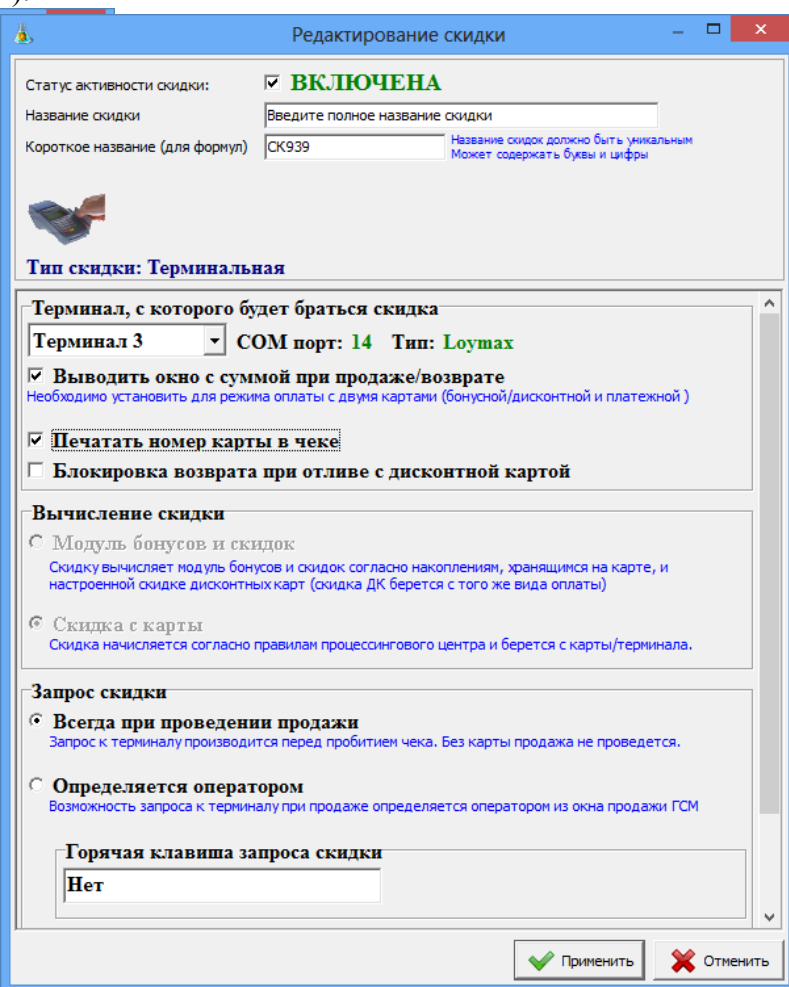 Редактирование скидки
Статус активности скидки: ВКЛЮЧЕНА
Название скидки Введите полное название скидки
Короткое название (для формул) СК939 Название скидок должно быть уникальным
Может содержать буквы и цифры
Тип скидки: Терминальная
Терминал, с которого будет браться скидка
Терминал 3 COM порт: 14 Тип: Loymax
Выводить окно с суммой при продаже/возврате
Необходимо установить для режима оплаты с двумя картами (бонусной/дисконтной и платежной )
Печатать номер карты в чеке
Блокировка возврата при отливе с дисконтной картой
Вычисление скидки
Модуль бонусов и скидок
Скидку вычисляет модуль бонусов и скидок согласно накоплениям, хранящимся на карте, и
настроенной скидке дисконтных карт (скидка ДК берется с того же вида оплаты)
Скидка с карты
Скидка начисляется согласно правилам процессингового центра и берется с карты/терминала.
Запрос скидки
Всегда при проведении продажи
Запрос к терминалу производится перед пробитием чека. Без карты продажа не проведется.
Определяется оператором
Возможность запроса к терминалу при продаже определяется оператором из окна продажи ГСМ
Горячая клавиша запроса скидки
Нет
Применить Отменить